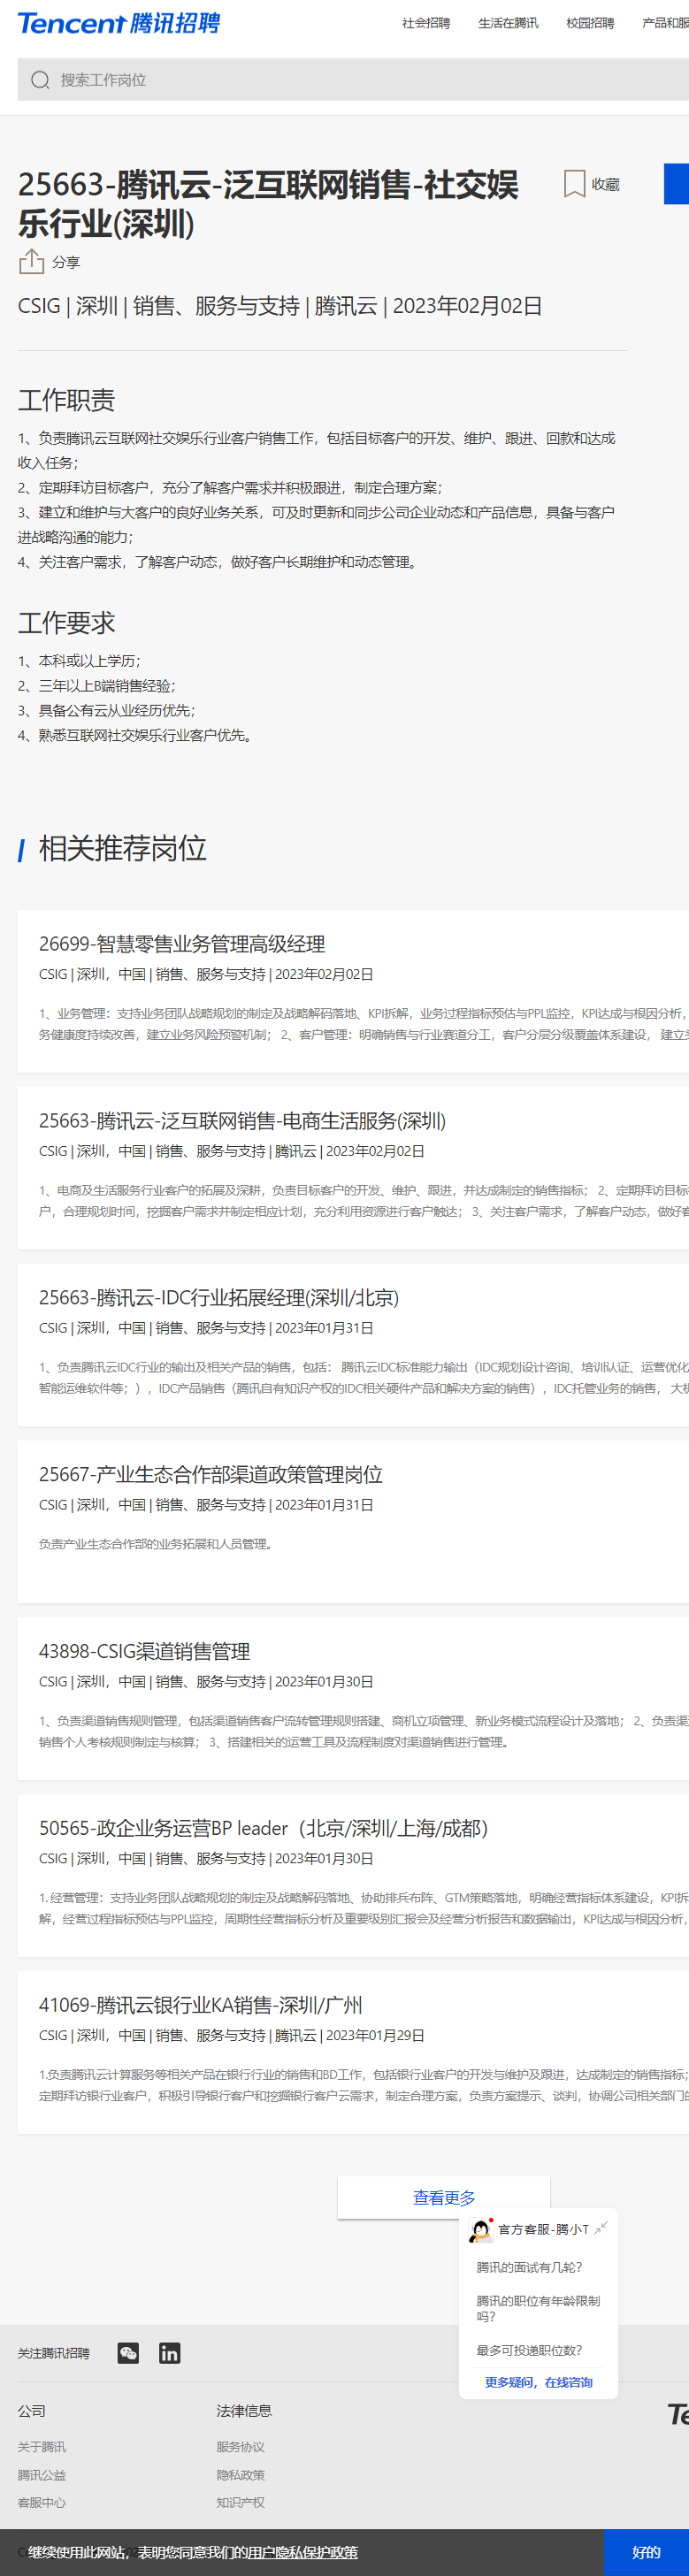 Tencent 腾讯招聘
社会招聘 生活在腾讯 校园招聘 产品和服
搜索工作岗位
25663-腾讯云-泛互联网销售-社交娱
乐行业(深圳)
收藏
分享
CSIG | 深圳 | 销售、服务与支持 | 腾讯云 | 2023年02月02日
工作职责
1、负责腾讯云互联网社交娱乐行业客户销售工作，包括目标客户的开发、维护、跟进、回款和达成
收入任务；
2、定期拜访目标客户，充分了解客户需求并积极跟进，制定合理方案；
3、建立和维护与大客户的良好业务关系，可及时更新和同步公司企业动态和产品信息，具备与客户
进战略沟通的能力；
4、关注客户需求，了解客户动态，做好客户长期维护和动态管理。
工作要求
1、本科或以上学历；
2、三年以上B端销售经验；
3、具备公有云从业经历优先；
4、熟悉互联网社交娱乐行业客户优先。
相关推荐岗位
26699-智慧零售业务管理高级经理
CSIG | 深圳，中国 | 销售、服务与支持 | 2023年02月02日
1、业务管理：支持业务团队战略规划的制定及战略解码落地、KPI拆解，业务过程指标预估与PPL监控，KPI达成与根因分析，
务健康度持续改善，建立业务风险预警机制； 2、客户管理：明确销售与行业赛道分工，客户分层分级覆盖体系建设， 建立
25663-腾讯云-泛互联网销售-电商生活服务(深圳)
CSIG | 深圳，中国 | 销售、服务与支持 | 腾讯云 | 2023年02月02日
1、电商及生活服务行业客户的拓展及深耕，负责目标客户的开发、维护、跟进，并达成制定的销售指标； 2、定期拜访目标
户，合理规划时间，挖掘客户需求并制定相应计划，充分利用资源进行客户触达； 3、关注客户需求，了解客户动态，做好
25663-腾讯云-IDC行业拓展经理(深圳/北京)
CSIG | 深圳，中国 | 销售、服务与支持 | 2023年01月31日
1、负责腾讯云IDC行业的输出及相关产品的销售，包括： 腾讯云IDC标准能力输出（IDC规划设计咨询、培训认证、运营优化
智能运维软件等；），IDC产品销售（腾讯自有知识产权的IDC相关硬件产品和解决方案的销售），IDC托管业务的销售， 大
25667-产业生态合作部渠道政策管理岗位
CSIG | 深圳，中国 | 销售、服务与支持 | 2023年01月31日
负责产业生态合作部的业务拓展和人员管理。
43898-CSIG渠道销售管理
CSIG | 深圳，中国 | 销售、服务与支持 | 2023年01月30日
1、负责渠道销售规则管理，包括渠道销售客户流转管理规则搭建、商机立项管理、新业务模式流程设计及落地； 2、负责渠
销售个人考核规则制定与核算； 3、搭建相关的运营工具及流程制度对渠道销售进行管理。
50565-政企业务运营BP leader（北京/深圳/上海/成都）
CSIG | 深圳，中国 | 销售、服务与支持 | 2023年01月30日
1. 经营管理：支持业务团队战略规划的制定及战略解码落地、协助排兵布阵、GTM策略落地，明确经营指标体系建设，KPI拆
解，经营过程指标预估与PPL监控，周期性经营指标分析及重要级别汇报会及经营分析报告和数据输出，KPI达成与根因分析，
41069-腾讯云银行业KA销售-深圳/广州
CSIG | 深圳，中国 | 销售、服务与支持 | 腾讯云 | 2023年01月29日
1.负责腾讯云计算服务等相关产品在银行行业的销售和BD工作，包括银行业客户的开发与维护及跟进，达成制定的销售指标；
定期拜访银行业客户，积极引导银行客户和挖掘银行客户云需求，制定合理方案，负责方案提示、谈判，协调公司相关部门的
查看更多
官方客服-腾小T
腾讯的面试有几轮？
腾讯的职位有年龄限制
吗？
最多可投递职位数？
更多疑问，在线咨询
关注腾讯招聘
公司 法律信息 Te
关于腾讯 服务协议
腾讯公益 隐私政策
客服中心 知识产权
继续使用此网站，表明您同意我们的用户隐私保护政策 好的